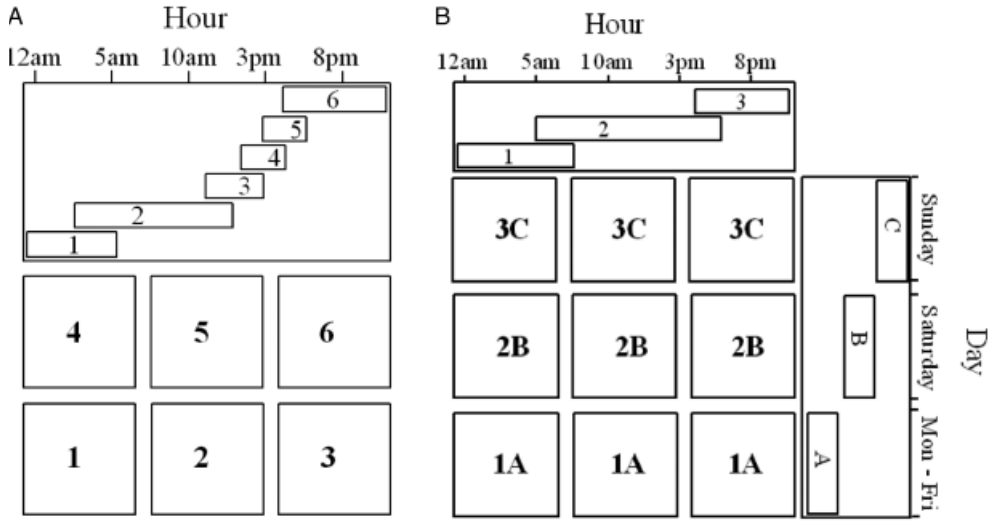 A
Hour
12am 5am 10am 3pm 8pm
6
5
4
3
2
1
4 5 6
1 2 3
B
Hour
12am 5am 10am 3pm 8pm
3
2
1
3C 3C 3C
2B 2B 2B
1A 1A 1A
C
B
A
Sunday
Saturday
Mon - Fri
Day